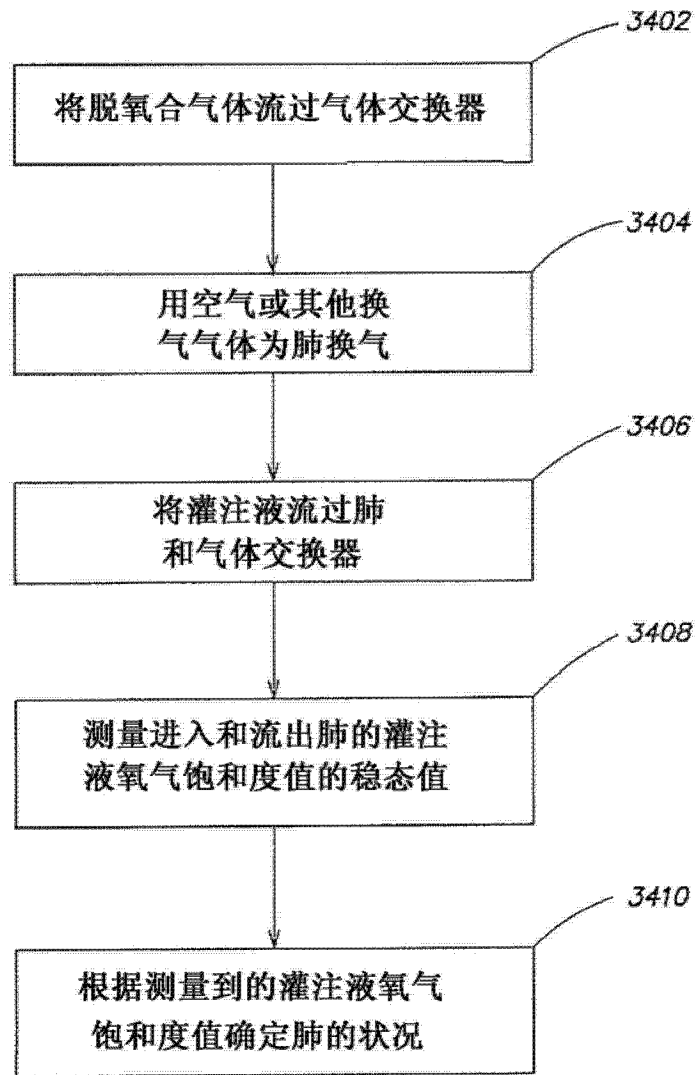 3402
将脱氧合气体流过气体交换器
3404
用空气或其他换
气气体为肺换气
3406
将灌注液流过肺
和气体交换器
3408
测量进入和流出肺的灌注
液氧气饱和度值的稳态值
3410
根据测量到的灌注液氧气
饱和度值确定肺的状况